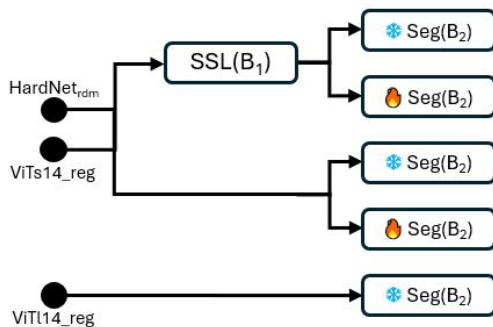 ❄ Seg(B₂)
SSL(B₁)
HardNetᵣdm
🔥 Seg(B₂)
ViTs14_reg
❄ Seg(B₂)
🔥 Seg(B₂)
❄ Seg(B₂)
ViTl14_reg